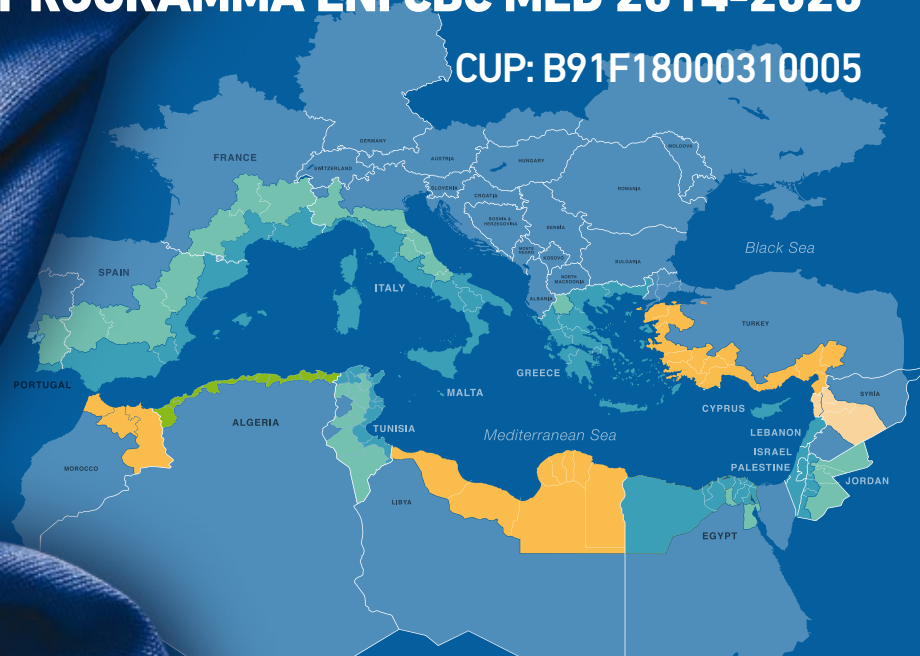 PROGRAMMA ENI CBC MED 2014-2020
CUP: B91F18000310005
GERMANY
FRANCE
SWITZERLAND
AUSTRIA
HUNGARY
MOLDOVA
SLOVENIA
CROATIA
ROMANIA
BOSNIA &
HERZEGOVINA
SERBIA
MONTE
NEGRO
KOSOVO
BULGARIA
Black Sea
SPAIN
ITALY
NORTH
MACEDONIA
ALBANIA
TURKEY
PORTUGAL
GREECE
MALTA
SYRIA
CYPRUS
ALGERIA
TUNISIA
Mediterranean Sea
LEBANON
ISRAEL
PALESTINE
MOROCCO
JORDAN
LIBYA
EGYPT